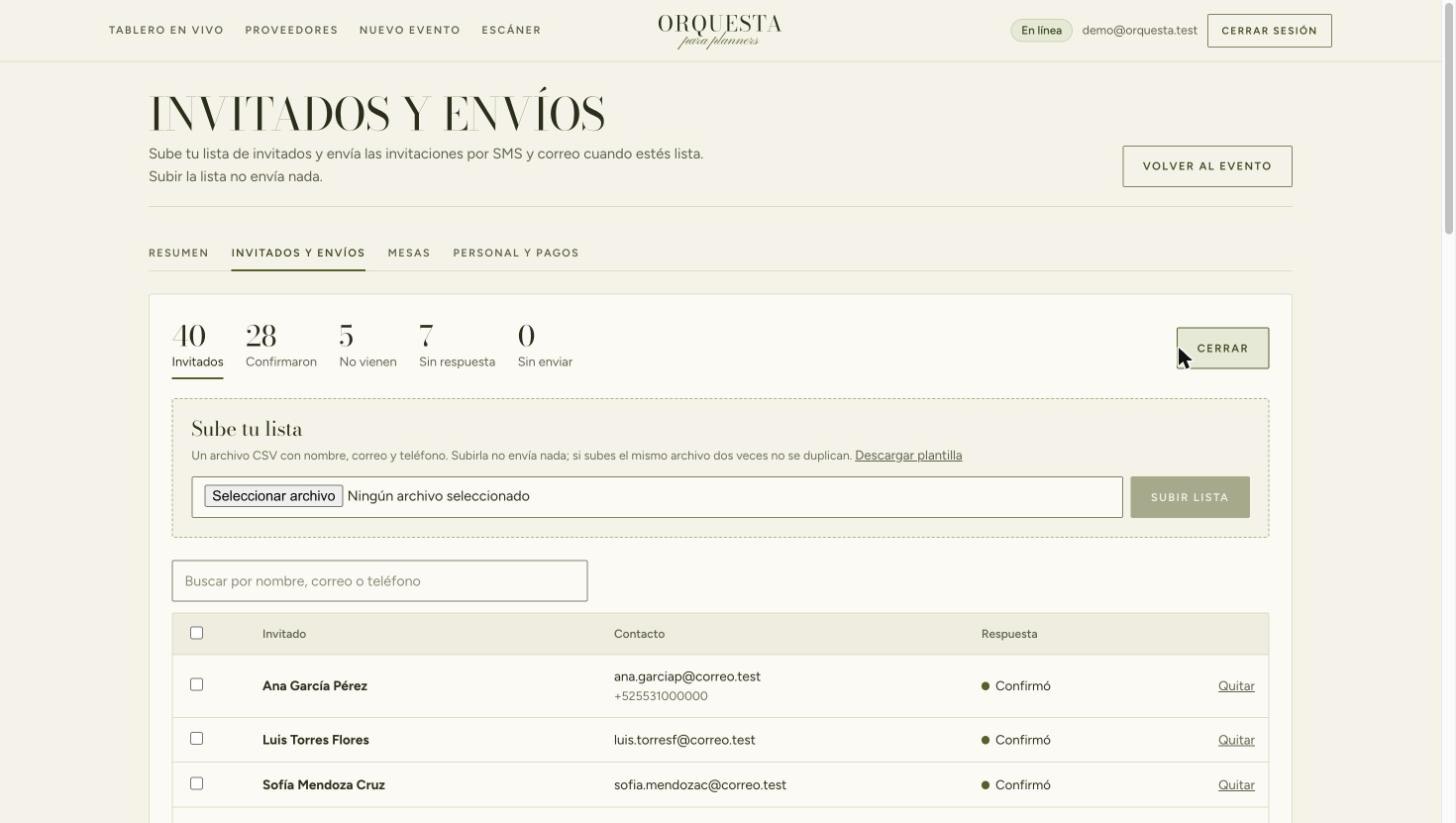 TABLERO EN VIVO PROVEEDORES NUEVO EVENTO ESCÁNER
ORQUESTA
para planners
En línea demo@orquesta.test CERRAR SESIÓN
INVITADOS Y ENVÍOS
Sube tu lista de invitados y envía las invitaciones por SMS y correo cuando estés lista.
Subir la lista no envía nada.
VOLVER AL EVENTO
RESUMEN INVITADOS Y ENVÍOS MESAS PERSONAL Y PAGOS
40 28 5 7 0
Invitados Confirmaron No vienen Sin respuesta Sin enviar
CERRAR
Sube tu lista
Un archivo CSV con nombre, correo y teléfono. Subirla no envía nada; si subes el mismo archivo dos veces no se duplican. Descargar plantilla
Seleccionar archivo Ningún archivo seleccionado SUBIR LISTA
Buscar por nombre, correo o teléfono
Invitado Contacto Respuesta
Ana García Pérez ana.garciap@correo.test Confirmó Quitar
+525531000000
Luis Torres Flores luis.torresf@correo.test Confirmó Quitar
Sofía Mendoza Cruz sofia.mendozac@correo.test Confirmó Quitar